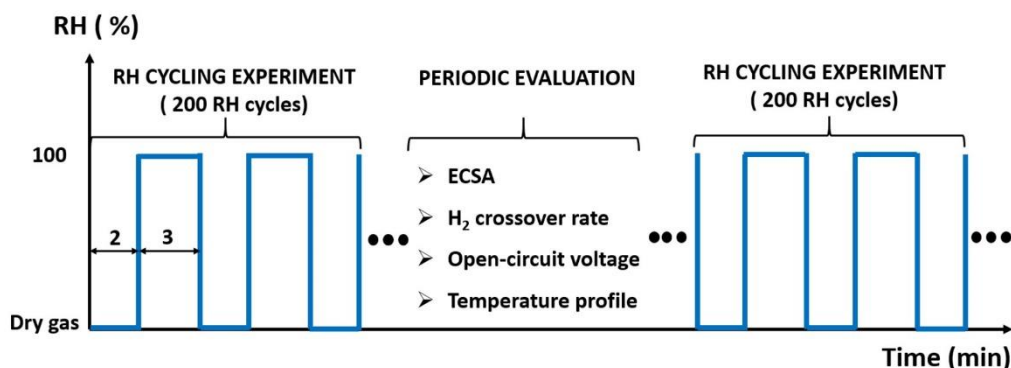 RH ( %)
RH CYCLING EXPERIMENT
( 200 RH cycles)
PERIODIC EVALUATION
RH CYCLING EXPERIMENT
( 200 RH cycles)
100
➢ ECSA
➢ H₂ crossover rate
2
3
➢ Open-circuit voltage
➢ Temperature profile
Dry gas
Time (min)